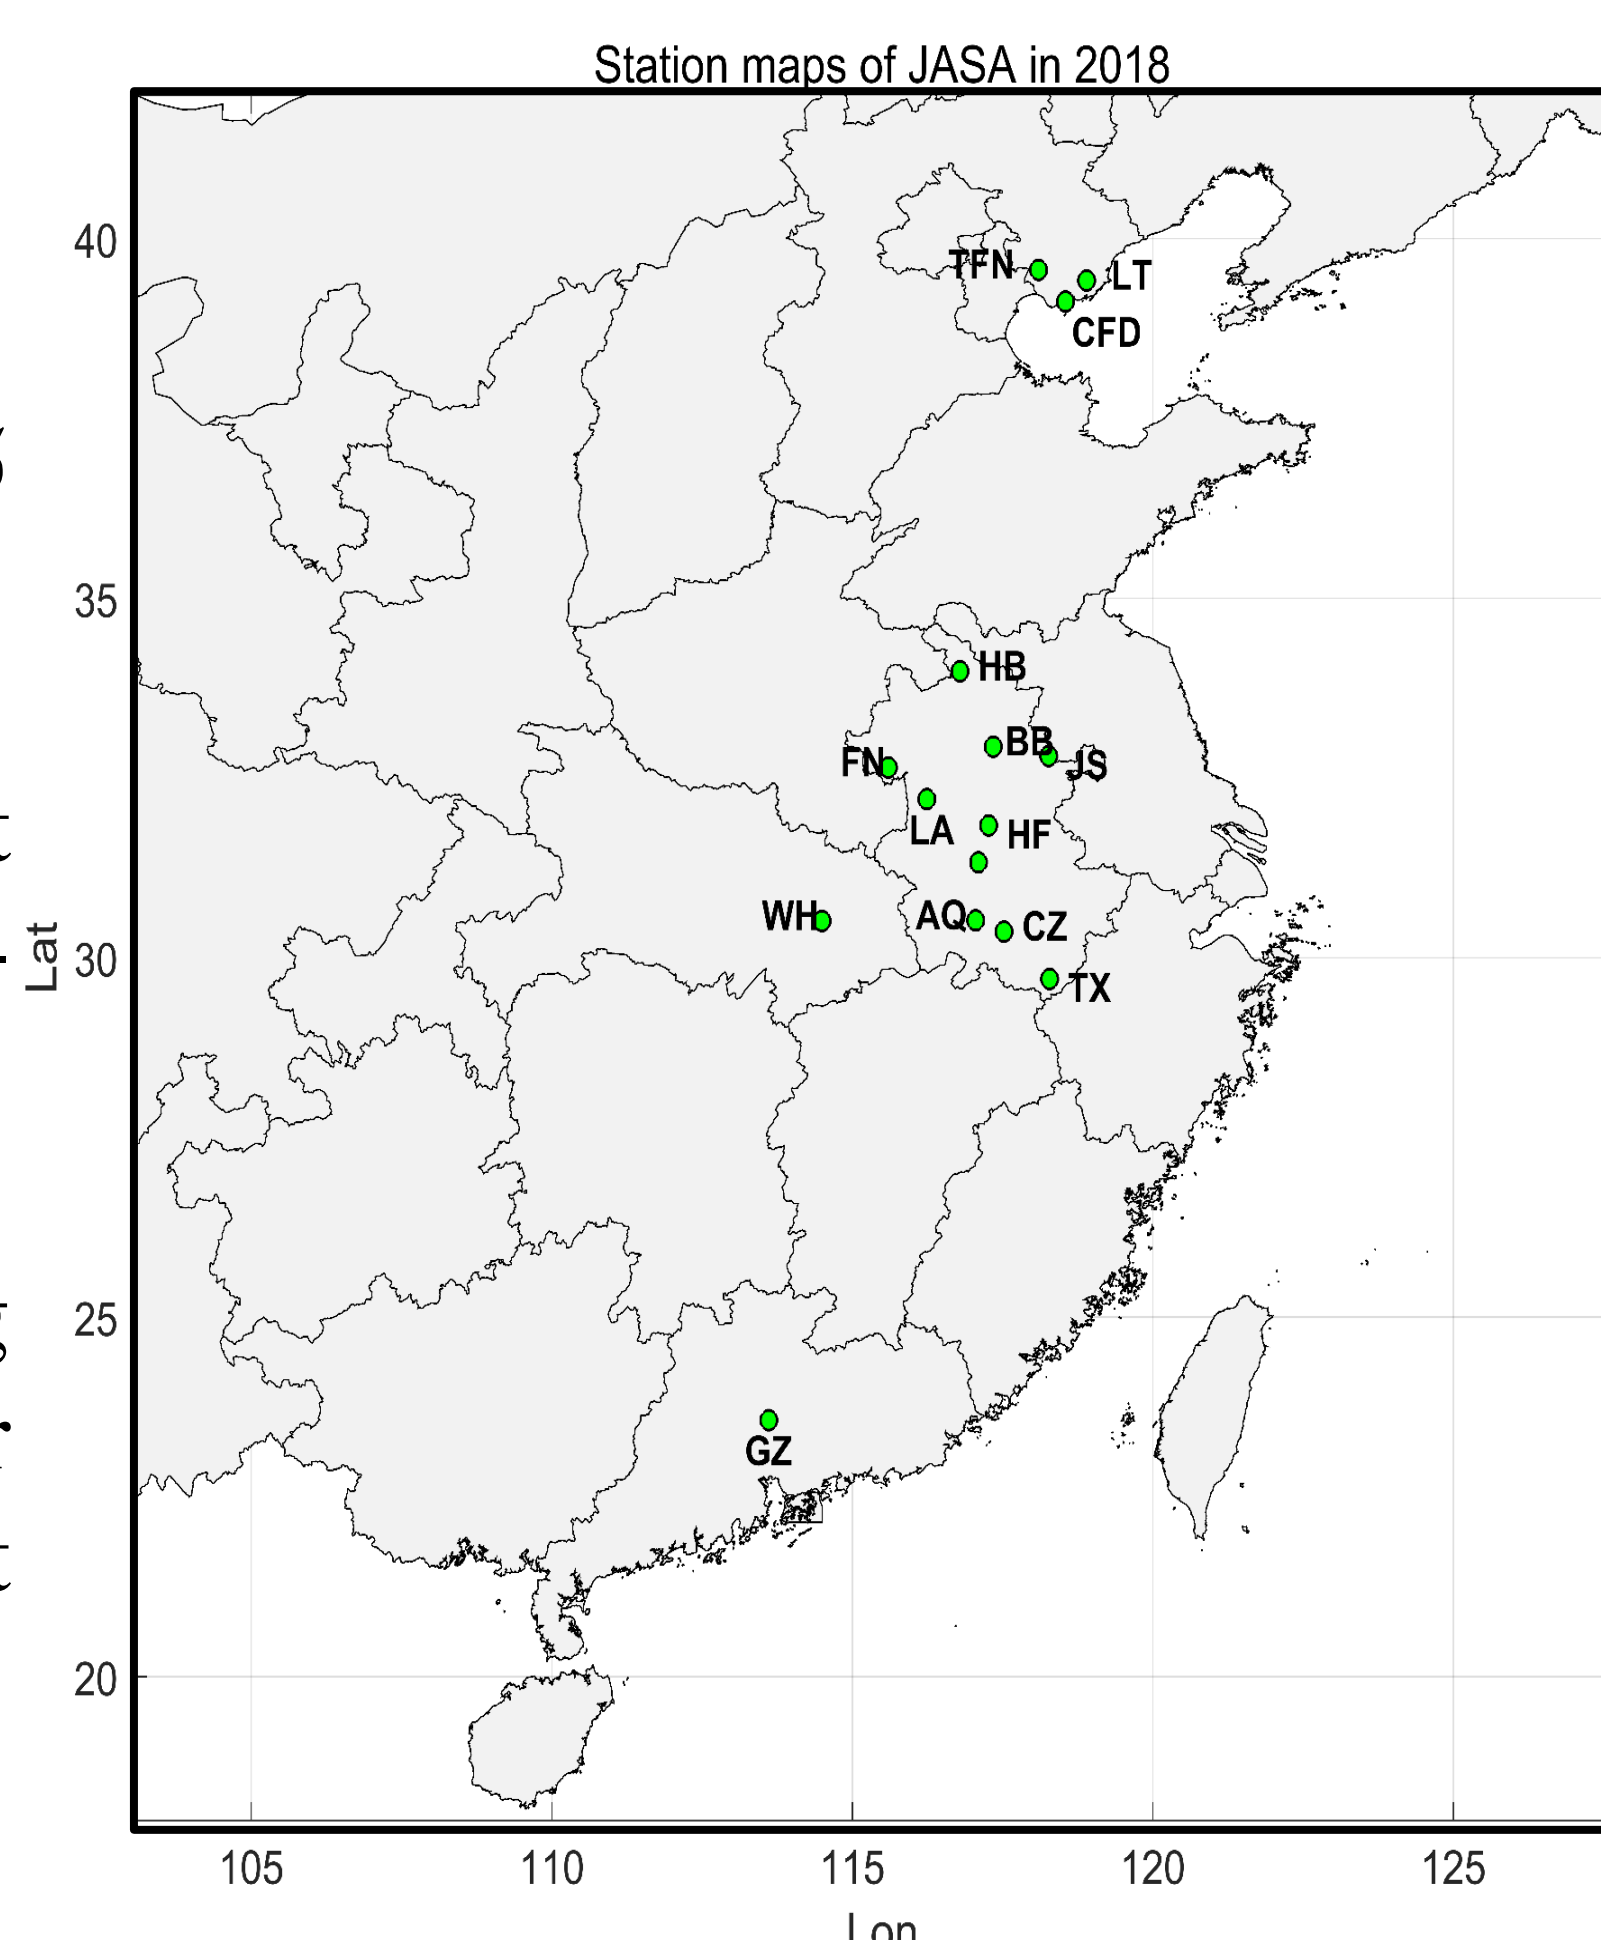 Station maps of JASA in 2018
40
TFN
LT
CFD
35
HB
BB
JS
FN
LA
HF
WH
AQ
CZ
Lat
30
TX
25
GZ
20
105
110
115
120
125
Lon